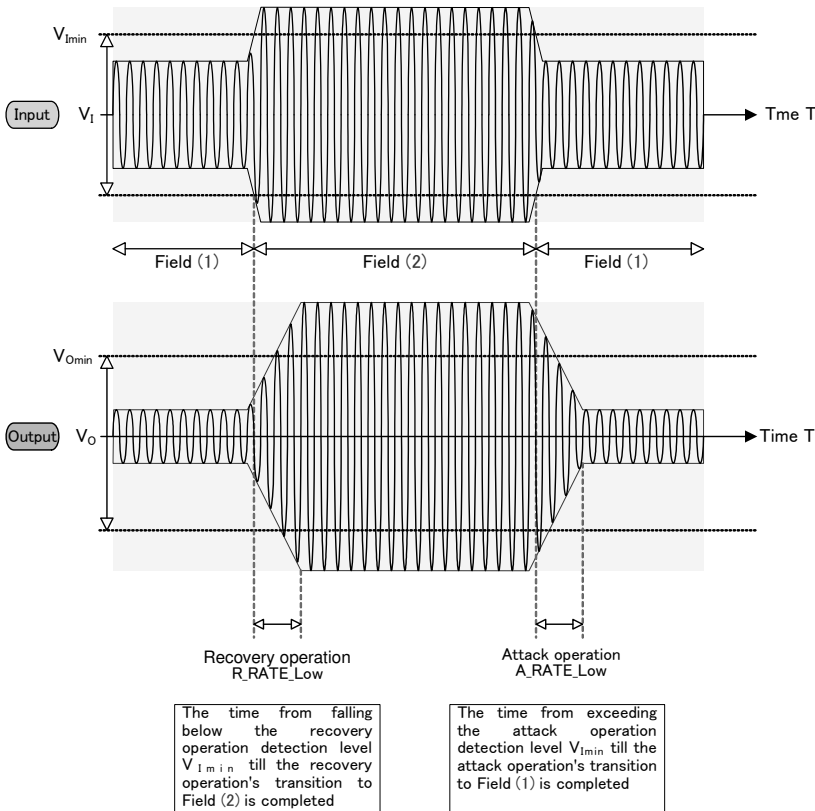 VImin
Input
VI
Tme T
Field (1)
Field (2)
Field (1)
VOmin
Output
VO
Time T
Recovery operation
R_RATE_Low
Attack operation
A_RATE_Low
The time from falling
below the recovery
operation detection level
VImin till the recovery
operation's transition to
Field (2) is completed
The time from exceeding
the attack operation
detection level VImin till the
attack operation's transition
to Field (1) is completed